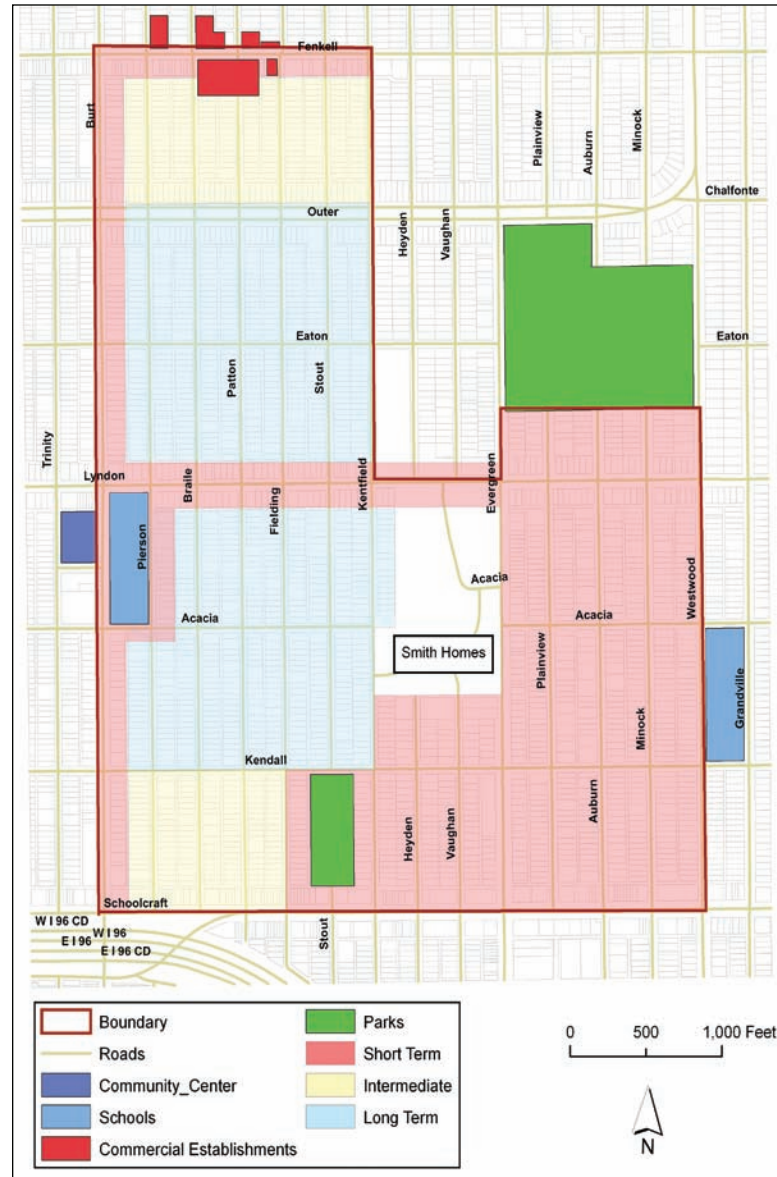 Fenkell
Burt
Plainview
Auburn
Minock
Chalfonte
Outer
Heyden
Vaughan
Eaton
Eaton
Patton
Stout
Trinity
Lyndon
Braile
Fielding
Kentfield
Evergreen
Pierson
Acacia
Acacia
Acacia
Westwood
Smith Homes
Plainview
Grandville
Minock
Kendall
Heyden
Vaughan
Auburn
Schoolcraft
W I 96 CD
W I 96
E I 96
E I 96 CD
Stout
Boundary
Roads
Community_Center
Schools
Commercial Establishments
Parks
Short Term
Intermediate
Long Term
0 500 1,000 Feet
N